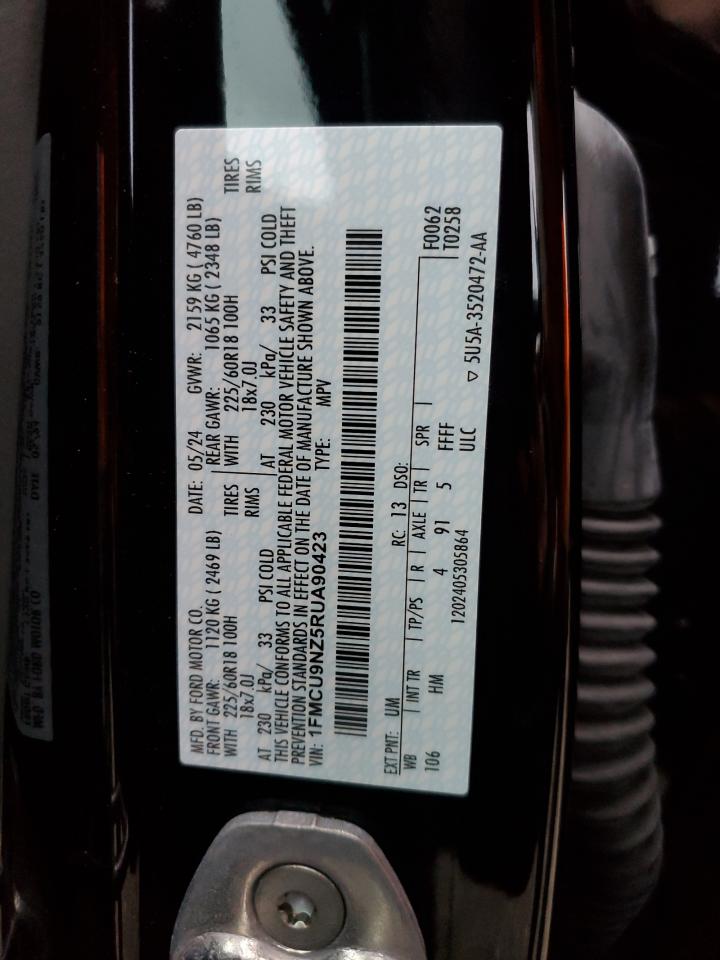 MFD. BY FORD MOTOR CO.
DATE: 05/24 GVWR: 2159 KG ( 4760 LB)
FRONT GAWR: 1120 KG ( 2469 LB) REAR GAWR: 1065 KG ( 2348 LB)
WITH 225/60R18 100H TIRES WITH 225/60R18 100H TIRES
18x7.0J RIMS 18x7.0J RIMS
AT 230 kPa/ 33 PSI COLD AT 230 kPa/ 33 PSI COLD
THIS VEHICLE CONFORMS TO ALL APPLICABLE FEDERAL MOTOR VEHICLE SAFETY AND THEFT
PREVENTION STANDARDS IN EFFECT ON THE DATE OF MANUFACTURE SHOWN ABOVE.
VIN: 1FMCU9NZ5RUA90423 TYPE: MPV
EXT PNT: UM RC: 13 DSO: F0062
WB INT TR TP/PS R AXLE TR SPR T0258
106 HM 4 91 5 FFFF
1202405305864 ULC
▽ 5U5A-3520472-AA